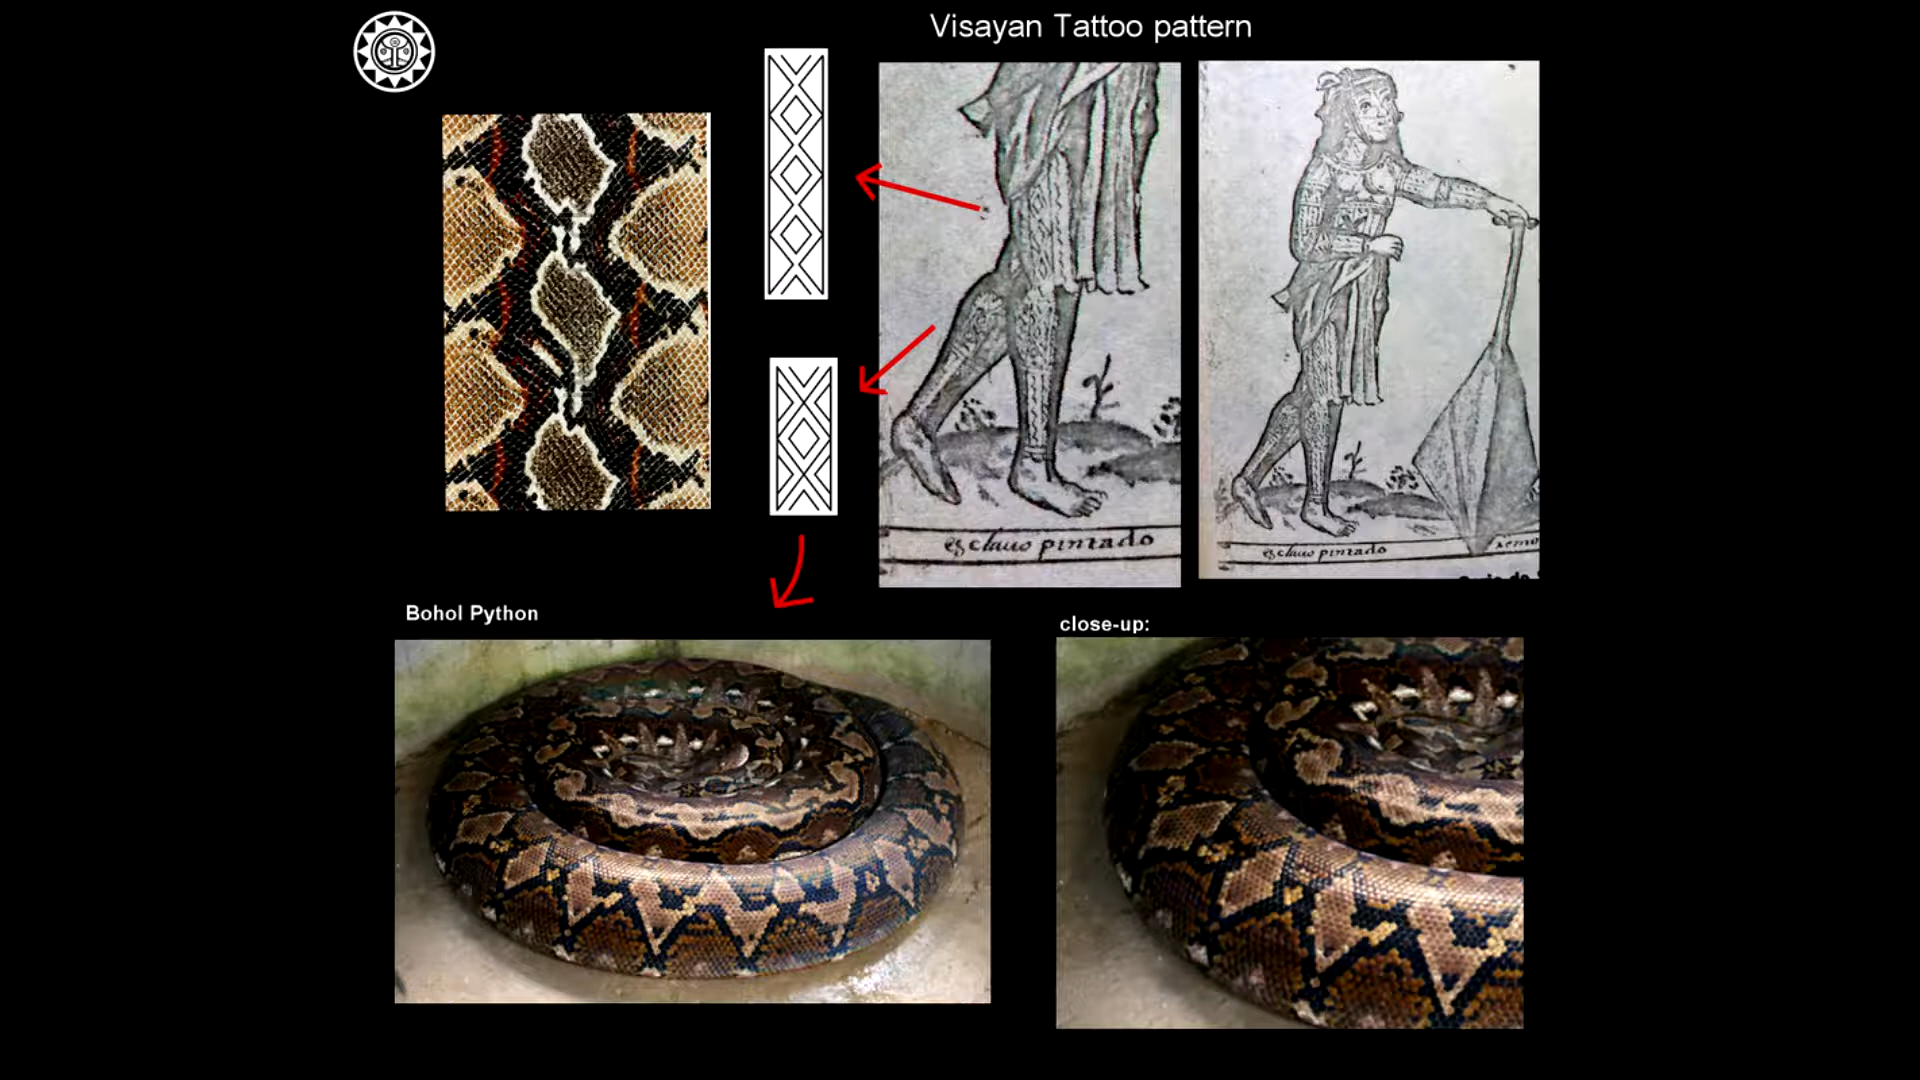 Visayan Tattoo pattern
esclauo pintado
esclauo pintado
Bohol Python
close-up: